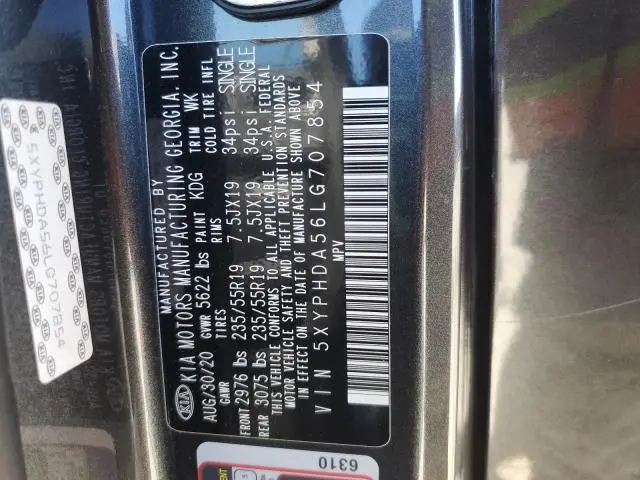 MANUFACTURED BY
KIA KIA MOTORS MANUFACTURING GEORGIA, INC.
AUG/30/20 GVWR 5622 lbs PAINT KDG TRIM WK
GAWR TIRES RIMS COLD TIRE INFL
FRONT 2976 lbs 235/55R19 7.5JX19 34psi SINGLE
REAR 3075 lbs 235/55R19 7.5JX19 34psi SINGLE
THIS VEHICLE CONFORMS TO ALL APPLICABLE U.S.A. FEDERAL
MOTOR VEHICLE SAFETY AND THEFT PREVENTION STANDARDS
IN EFFECT ON THE DATE OF MANUFACTURE SHOWN ABOVE
VIN 5XYPHDA56LG707854
MPV
5XYPHDA56LG707854
6310